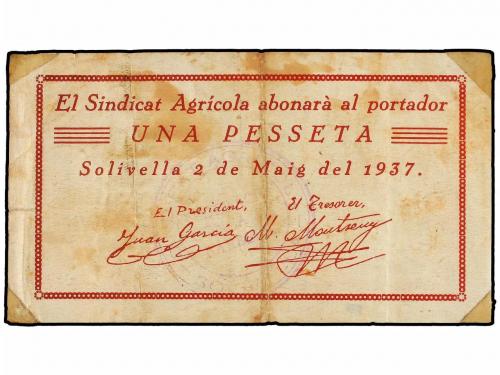 El Sindicat Agrícola abonarà al portador
UNA PESSETA
Solivella 2 de Maig del 1937.
El President, El Tresorer,
Juan García M. Montseny